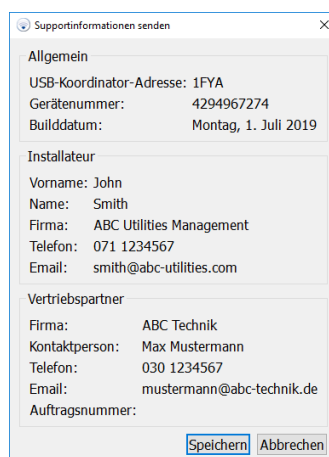 Supportinformationen senden
Allgemein
USB-Koordinator-Adresse: 1FYA
Gerätenummer: 4294967274
Builddatum: Montag, 1. Juli 2019
Installateur
Vorname: John
Name: Smith
Firma: ABC Utilities Management
Telefon: 071 1234567
Email: smith@abc-utilities.com
Vertriebspartner
Firma: ABC Technik
Kontaktperson: Max Mustermann
Telefon: 030 1234567
Email: mustermann@abc-technik.de
Auftragsnummer:
Speichern Abbrechen